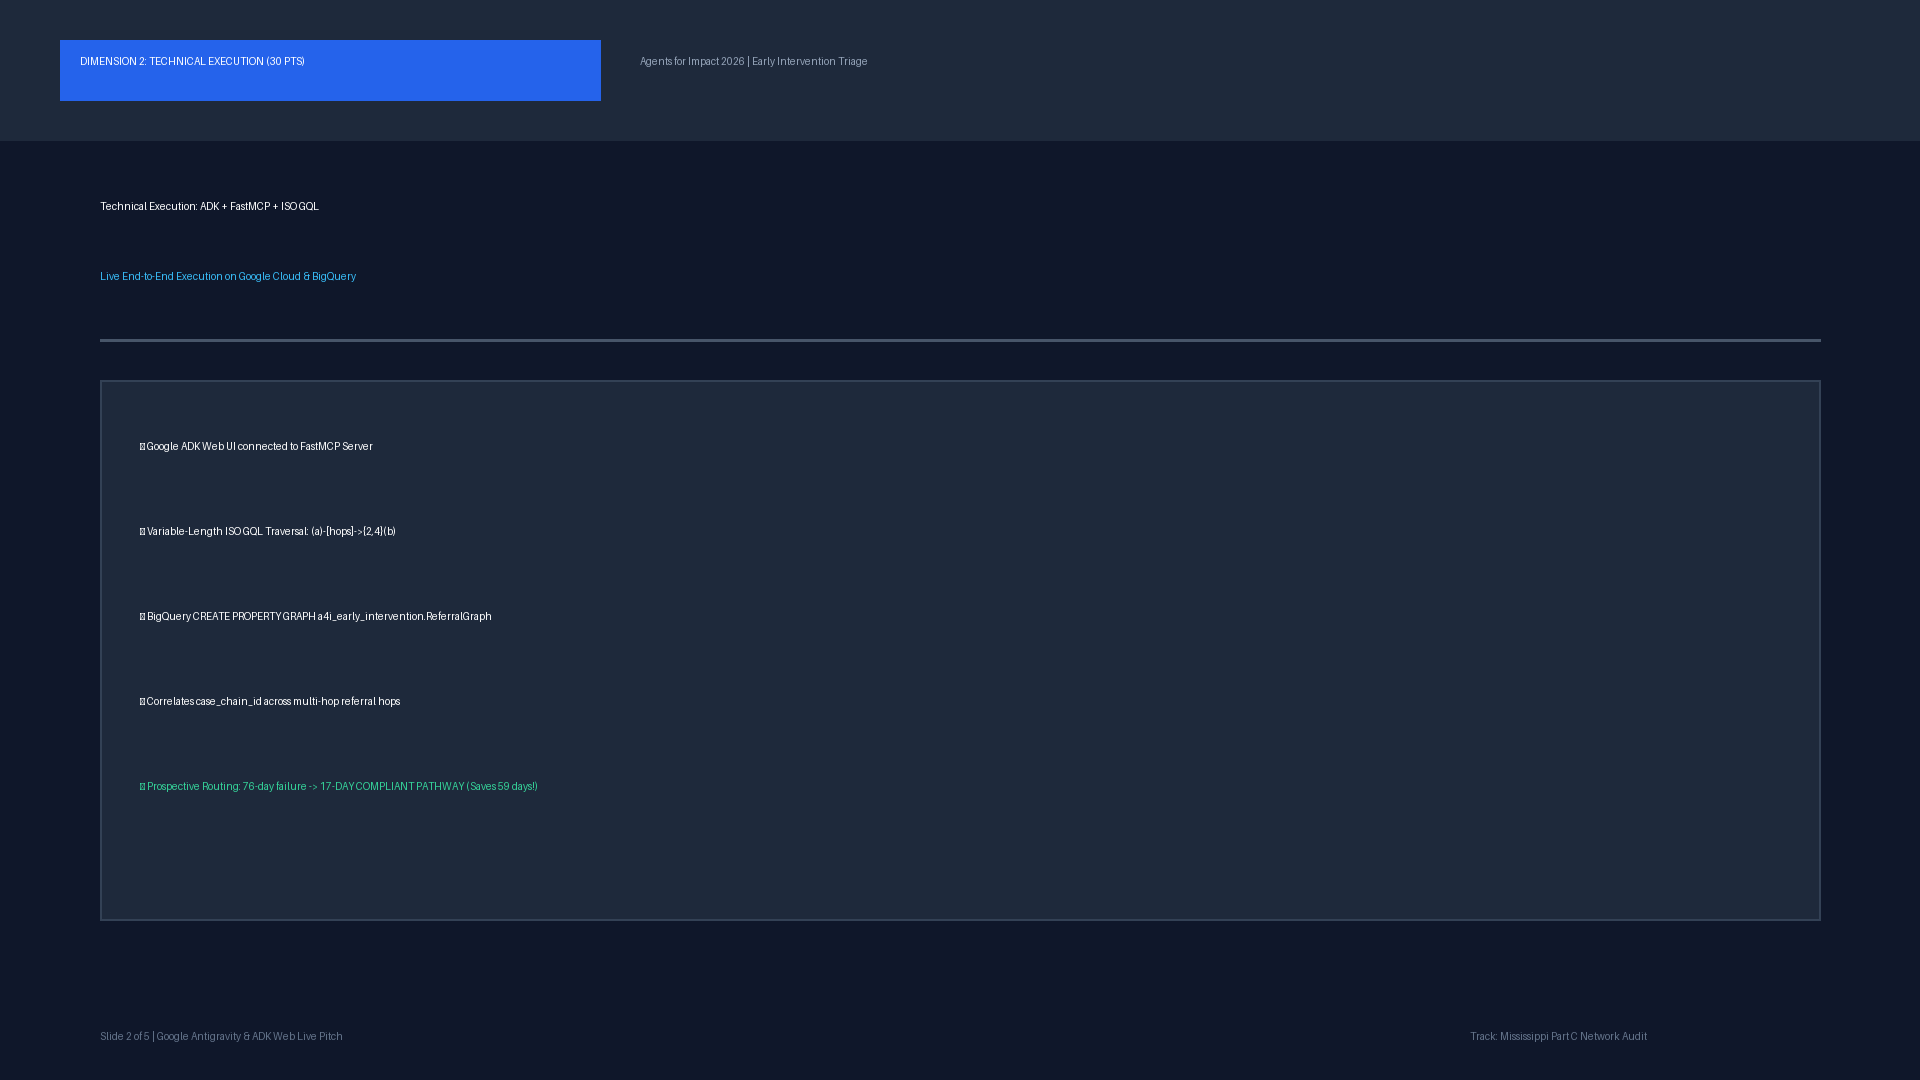 DIMENSION 2: TECHNICAL EXECUTION (30 PTS)
Agents for Impact 2026 | Early Intervention Triage
Technical Execution: ADK + FastMCP + ISO GQL
Live End-to-End Execution on Google Cloud & BigQuery
Google ADK Web UI connected to FastMCP Server
Variable-Length ISO GQL Traversal: (a)-[hops]->{2,4}(b)
BigQuery CREATE PROPERTY GRAPH a4i_early_intervention.ReferralGraph
Correlates case_chain_id across multi-hop referral hops
Prospective Routing: 76-day failure -> 17-DAY COMPLIANT PATHWAY (Saves 59 days!)
Slide 2 of 5 | Google Antigravity & ADK Web Live Pitch
Track: Mississippi Part C Network Audit